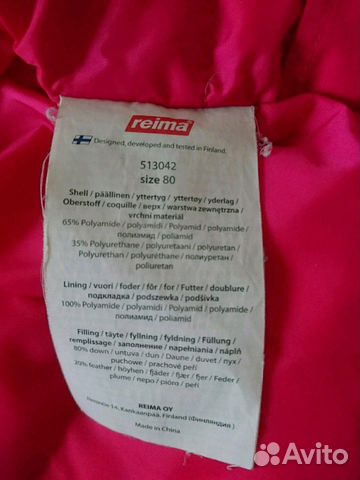 reima®
Designed, developed and tested in Finland.
513042
size 80
Shell / päällinen / yttertyg / yttertøy / yderlag /
Oberstoff / coquille / верх / warstwa zewnętrzna /
vrchní materiál
65% Polyamide / polyamidi / Polyamid / polyamide /
полиамид / poliamid
35% Polyurethane / polyuretaani / polyuretan /
Polyurethan / polyuréthane / полиуретан /
poliuretan
Lining / vuori / foder / fôr / for / Futter / doublure /
подкладка / podszewka / podšívka
100% Polyamide / polyamidi / Polyamid / polyamide /
полиамид / poliamid
Filling / täyte / fyllning / fyldning / Füllung /
remplissage / заполнение / napełniania / náplň
80% down / untuva / dun / Daune / duvet / пух /
puchowe / prachové peří
20% feather / höyhen / fjäder / fjær / fjer / Feder /
plume / перо / pióro / peří
REIMA OY
14, Kankaanpää, Finland (Финляндия)
Made in China
Avito